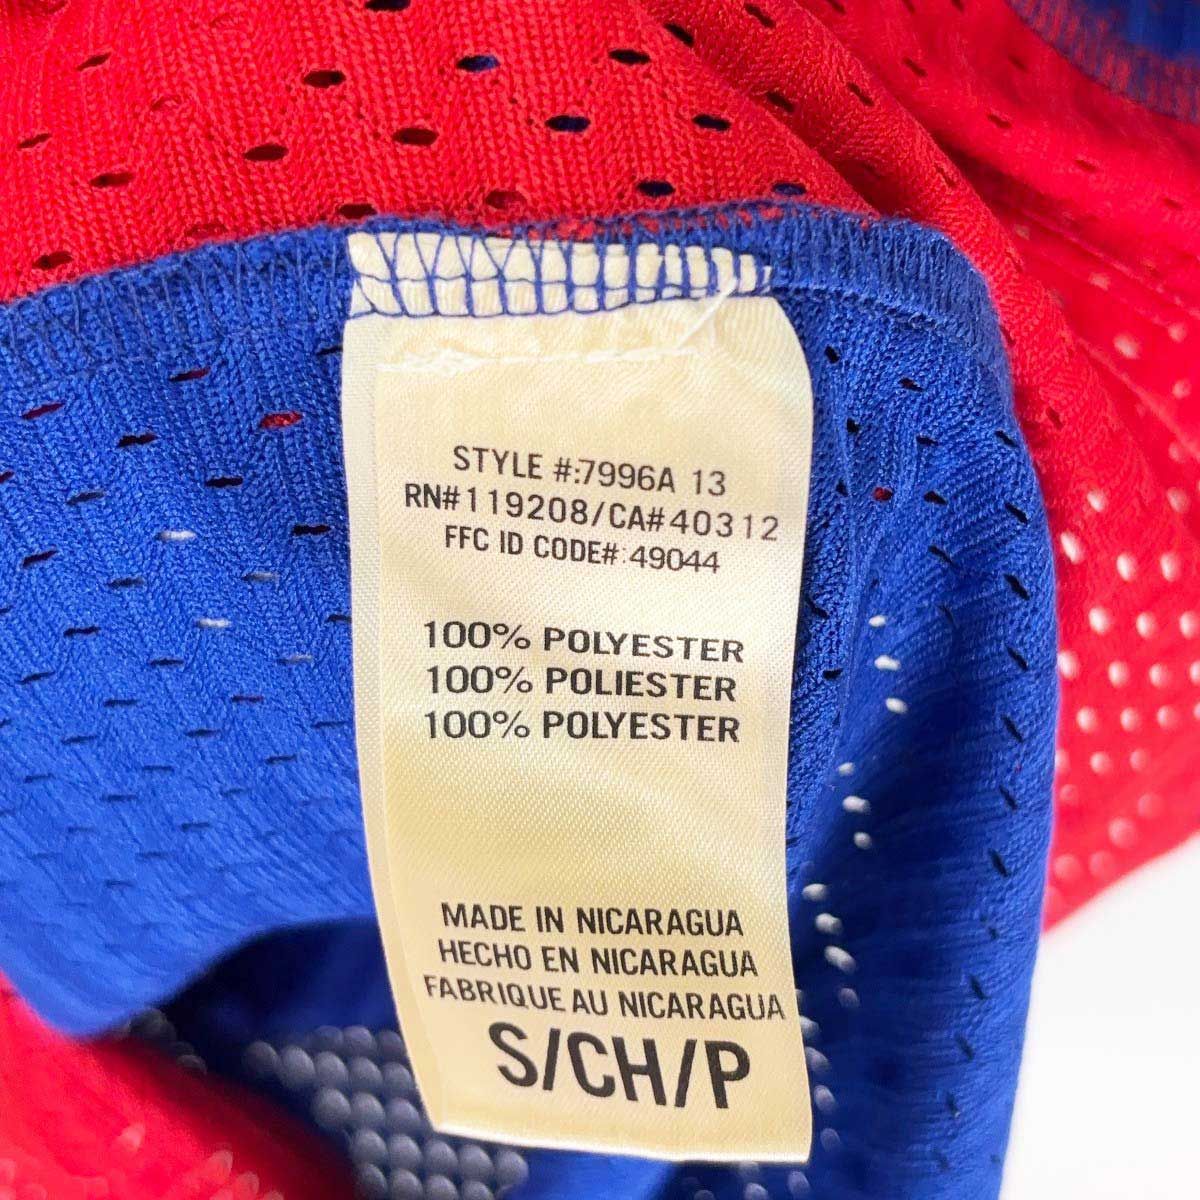 STYLE #:7996A 13
RN#119208/CA#40312
FFC ID CODE#:49044
100% POLYESTER
100% POLIESTER
100% POLYESTER
MADE IN NICARAGUA
HECHO EN NICARAGUA
FABRIQUE AU NICARAGUA
S/CH/P